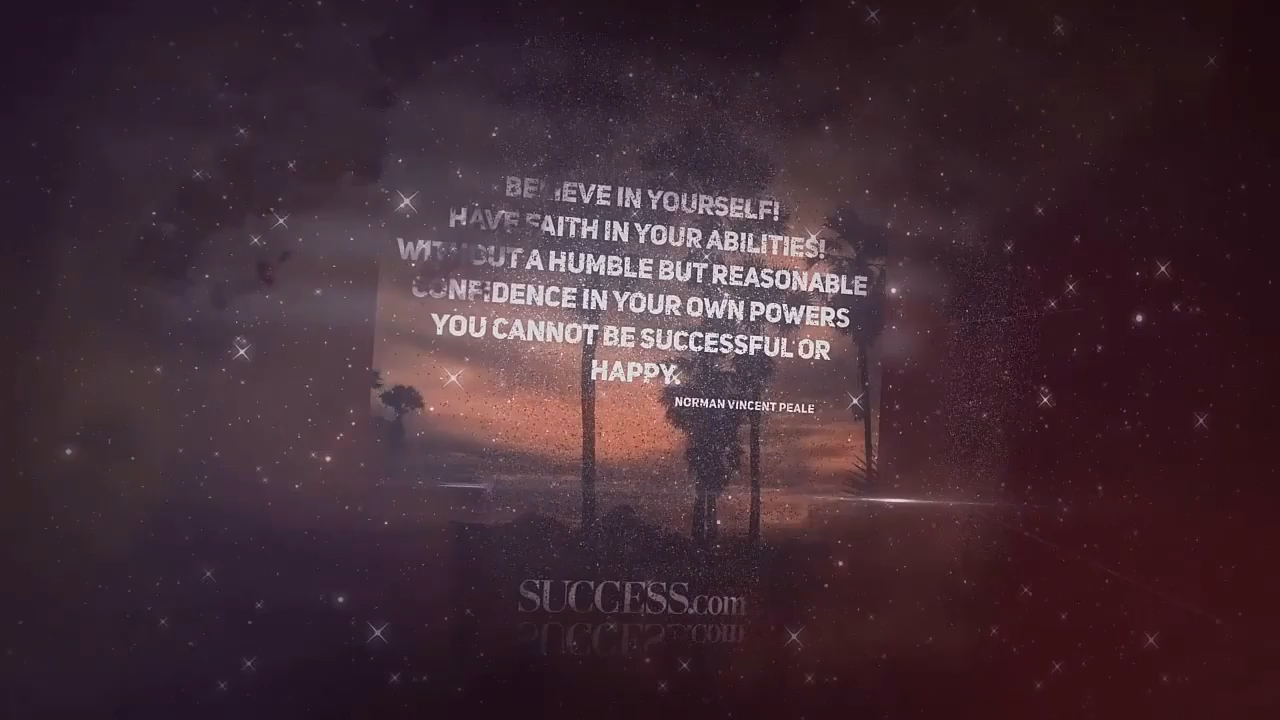 BELIEVE IN YOURSELF!
HAVE FAITH IN YOUR ABILITIES!
WITHOUT A HUMBLE BUT REASONABLE
CONFIDENCE IN YOUR OWN POWERS
YOU CANNOT BE SUCCESSFUL OR
HAPPY.
NORMAN VINCENT PEALE
SUCCESS.com